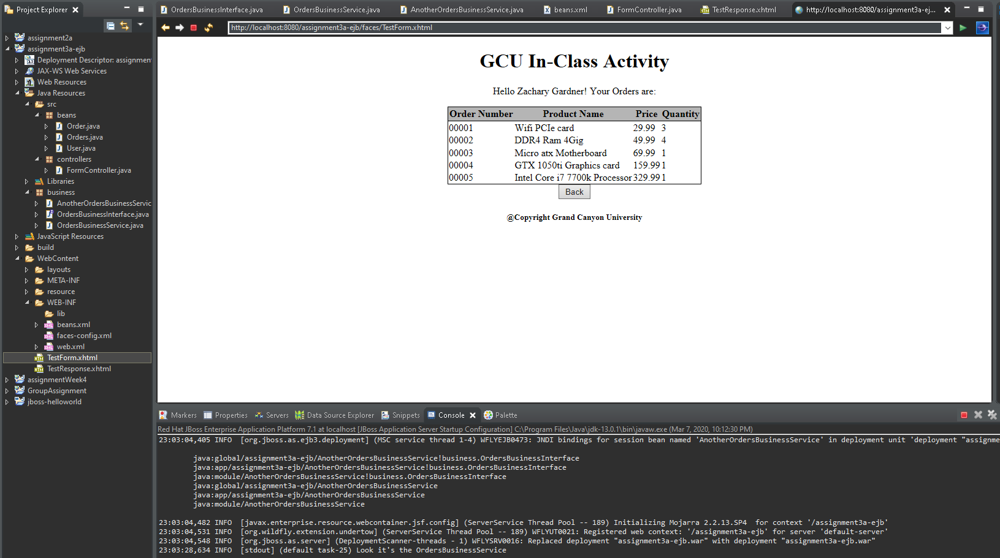 Project Explorer
OrdersBusinessInterface.java OrdersBusinessService.java AnotherOrdersBusinessService.java beans.xml FormController.java TestResponse.xhtml http://localhost:8080/assignment3a-ej...
http://localhost:8080/assignment3a-ejb/faces/TestForm.xhtml
assignment2a
assignment3a-ejb
Deployment Descriptor: assignmen
JAX-WS Web Services
Web Resources
Java Resources
src
beans
Order.java
Orders.java
User.java
controllers
FormController.java
Libraries
business
AnotherOrdersBusinessServic
OrdersBusinessInterface.java
OrdersBusinessService.java
JavaScript Resources
build
WebContent
layouts
META-INF
resource
WEB-INF
lib
beans.xml
faces-config.xml
web.xml
TestForm.xhtml
TestResponse.xhtml
assignmentWeek4
GroupAssignment
jboss-helloworld
GCU In-Class Activity
Hello Zachary Gardner! Your Orders are:
Order Number Product Name Price Quantity
00001 Wifi PCIe card 29.99 3
00002 DDR4 Ram 4Gig 49.99 4
00003 Micro atx Motherboard 69.99 1
00004 GTX 1050ti Graphics card 159.99 1
00005 Intel Core i7 7700k Processor 329.99 1
Back
@Copyright Grand Canyon University
Markers Properties Servers Data Source Explorer Snippets Console Palette
Red Hat JBoss Enterprise Application Platform 7.1 at localhost [JBoss Application Server Startup Configuration] C:\Program Files\Java\jdk-13.0.1\bin\javaw.exe (Mar 7, 2020, 10:12:30 PM)
23:03:04,405 INFO [org.jboss.as.ejb3.deployment] (MSC service thread 1-4) WFLYEJB0473: JNDI bindings for session bean named 'AnotherOrdersBusinessService' in deployment unit 'deployment "assignme
java:global/assignment3a-ejb/AnotherOrdersBusinessService!business.OrdersBusinessInterface
java:app/assignment3a-ejb/AnotherOrdersBusinessService!business.OrdersBusinessInterface
java:module/AnotherOrdersBusinessService!business.OrdersBusinessInterface
java:global/assignment3a-ejb/AnotherOrdersBusinessService
java:app/assignment3a-ejb/AnotherOrdersBusinessService
java:module/AnotherOrdersBusinessService
23:03:04,482 INFO [javax.enterprise.resource.webcontainer.jsf.config] (ServerService Thread Pool -- 189) Initializing Mojarra 2.2.13.SP4 for context '/assignment3a-ejb'
23:03:04,531 INFO [org.wildfly.extension.undertow] (ServerService Thread Pool -- 189) WFLYUT0021: Registered web context: '/assignment3a-ejb' for server 'default-server'
23:03:04,548 INFO [org.jboss.as.server] (DeploymentScanner-threads - 1) WFLYSRV0016: Replaced deployment "assignment3a-ejb.war" with deployment "assignment3a-ejb.war"
23:03:28,634 INFO [stdout] (default task-25) Look it's the OrdersBusinessService